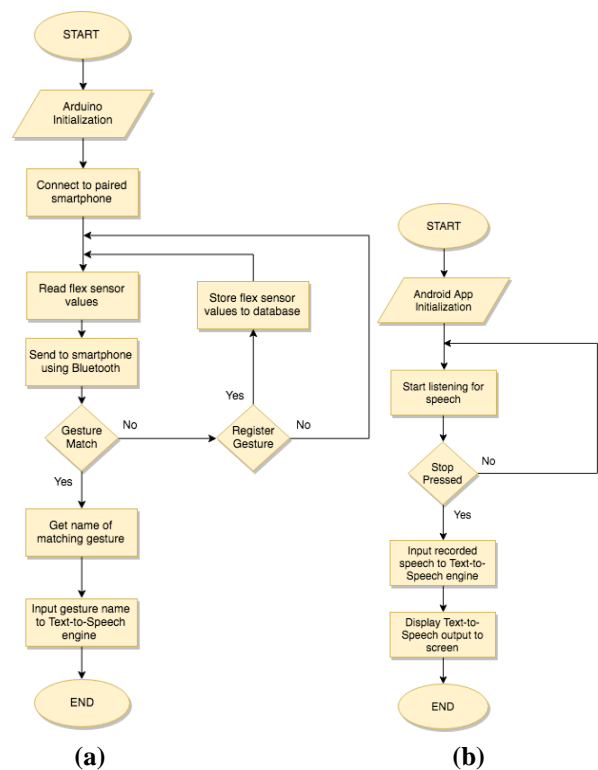 START
Arduino
Initialization
Connect to paired
smartphone
Read flex sensor
values
Store flex sensor
values to database
Send to smartphone
using Bluetooth
Yes
Gesture
Match
No
Register
Gesture
No
Yes
Get name of
matching gesture
Input gesture name
to Text-to-Speech
engine
END
(a)
START
Android App
Initialization
Start listening for
speech
Stop
Pressed
No
Yes
Input recorded
speech to Text-to-
Speech engine
Display Text-to-
Speech output to
screen
END
(b)